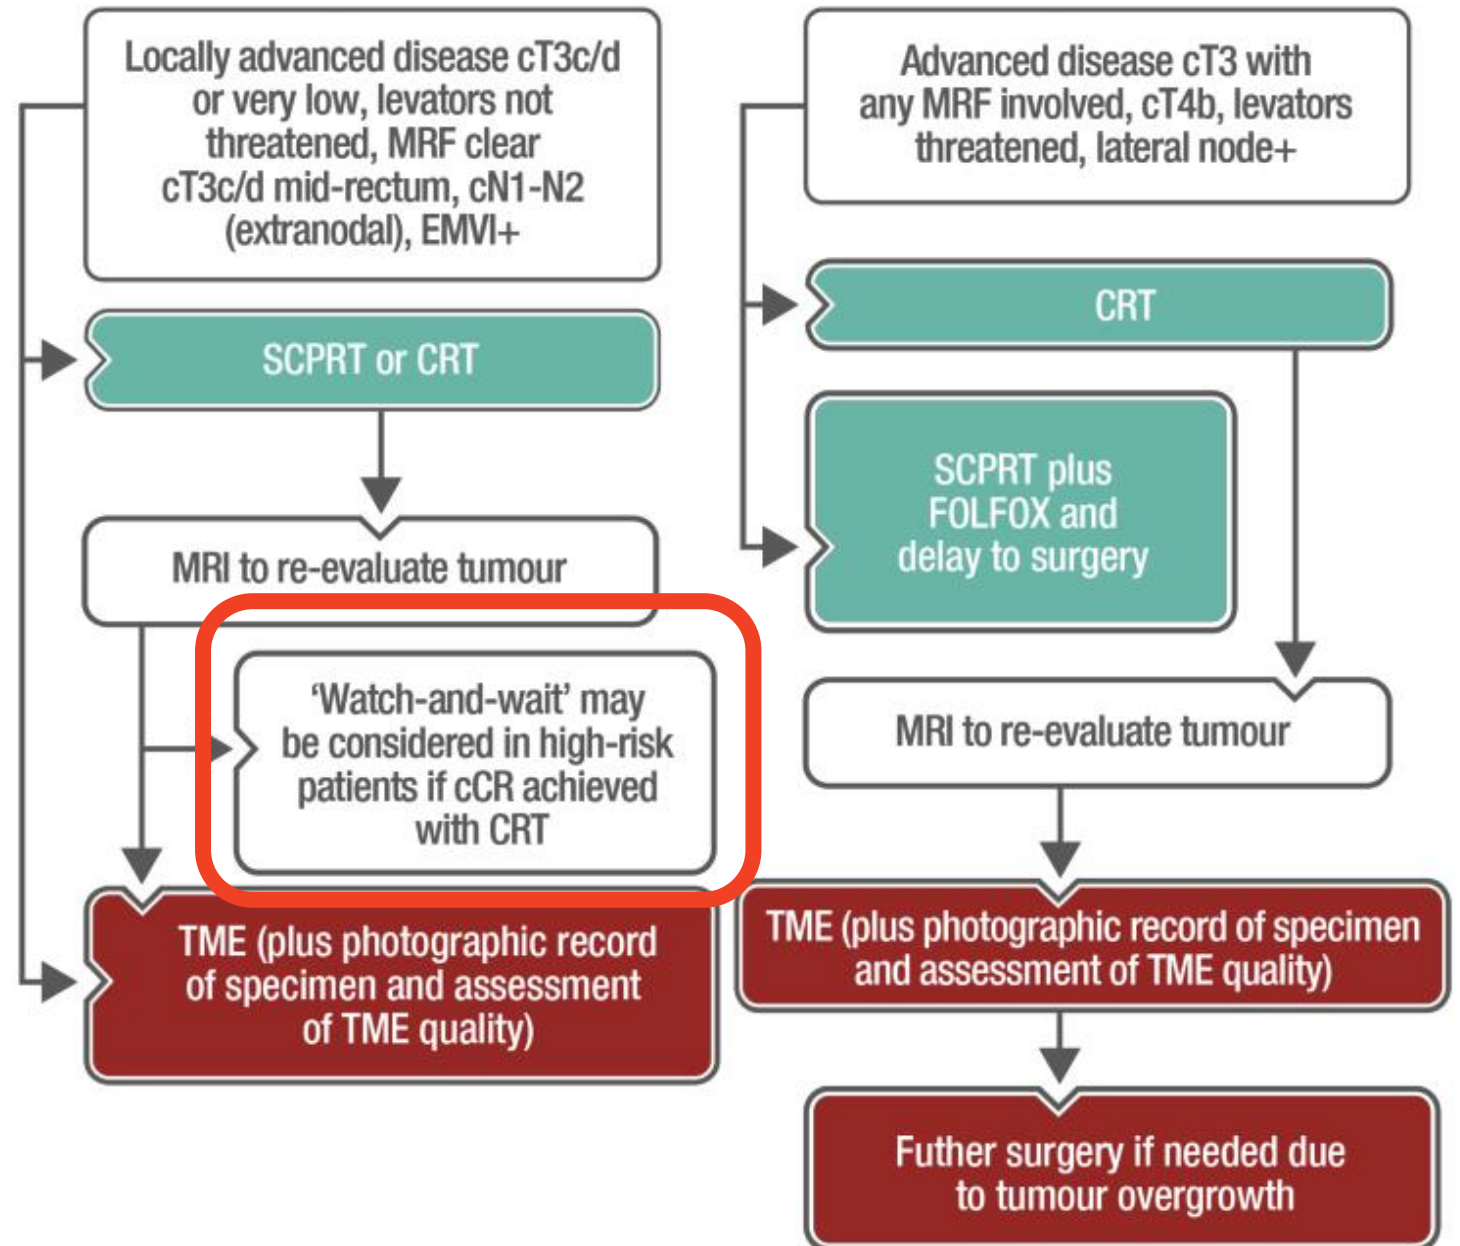 Locally advanced disease cT3c/d
or very low, levators not
threatened, MRF clear
cT3c/d mid-rectum, cN1-N2
(extranodal), EMVI+
SCPRT or CRT
MRI to re-evaluate tumour
‘Watch-and-wait’ may
be considered in high-risk
patients if cCR achieved
with CRT
TME (plus photographic record
of specimen and assessment
of TME quality)
Advanced disease cT3 with
any MRF involved, cT4b, levators
threatened, lateral node+
CRT
SCPRT plus
FOLFOX and
delay to surgery
MRI to re-evaluate tumour
TME (plus photographic record of specimen
and assessment of TME quality)
Futher surgery if needed due
to tumour overgrowth